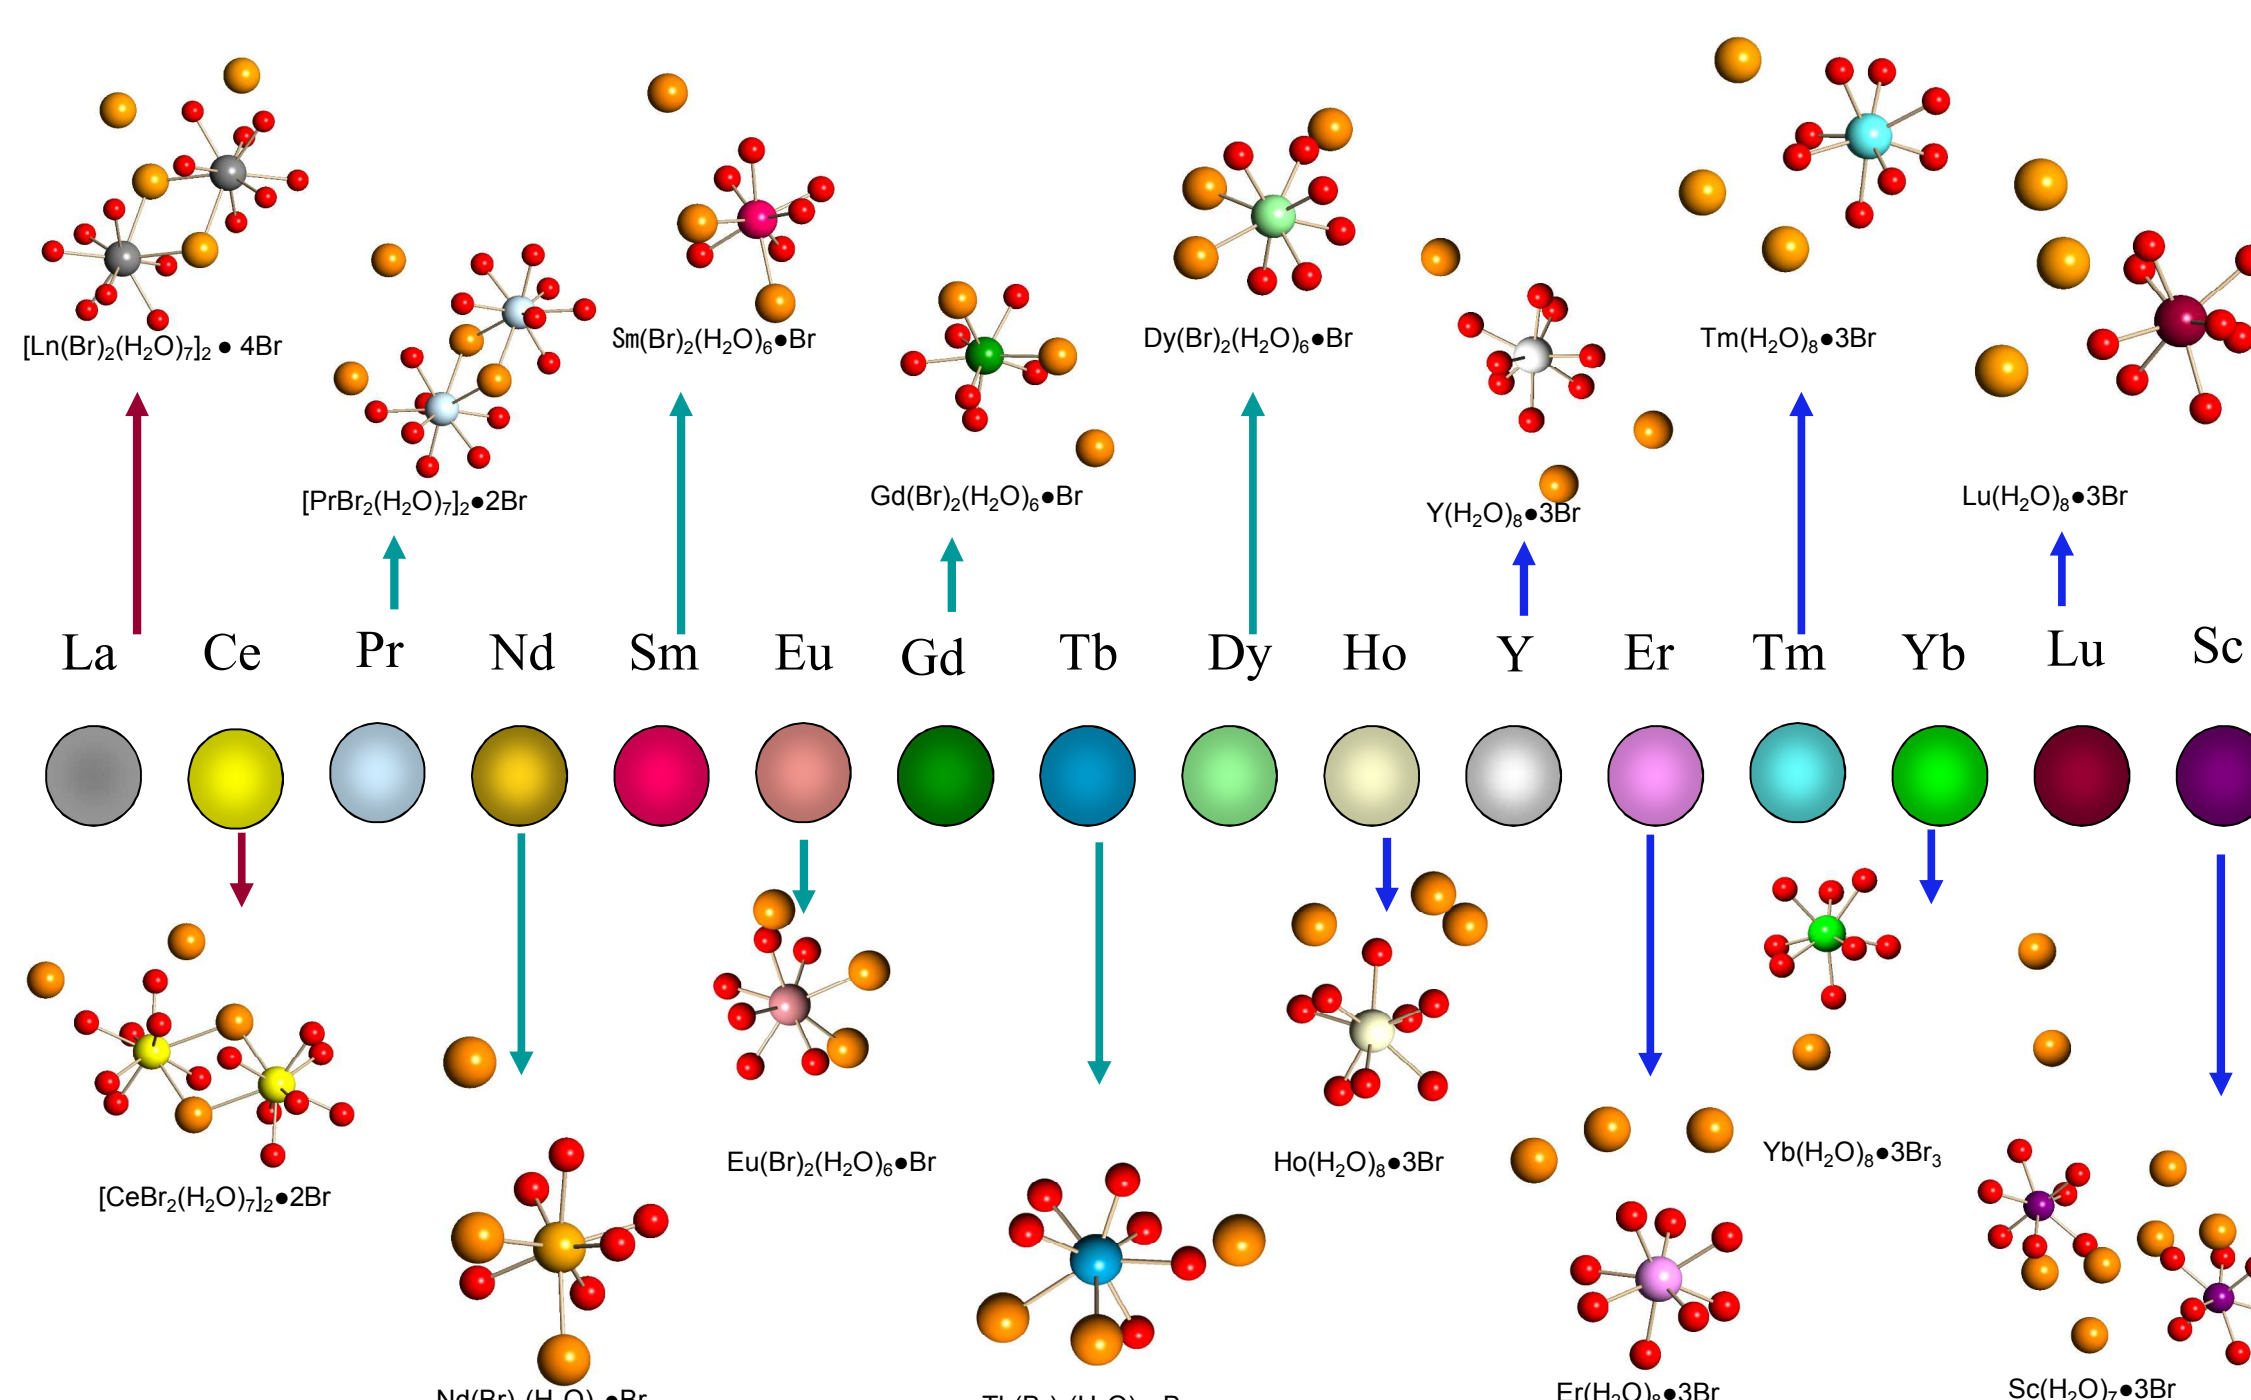 [Ln(Br)₂(H₂O)₇]₂ ● 4Br
Sm(Br)₂(H₂O)₆●Br
Dy(Br)₂(H₂O)₆●Br
Tm(H₂O)₈●3Br
[PrBr₂(H₂O)₇]₂●2Br
Gd(Br)₂(H₂O)₆●Br
Y(H₂O)₈●3Br
Lu(H₂O)₈●3Br
La Ce Pr Nd Sm Eu Gd Tb Dy Ho Y Er Tm Yb Lu Sc
[CeBr₂(H₂O)₇]₂●2Br
Eu(Br)₂(H₂O)₆●Br
Ho(H₂O)₈●3Br
Yb(H₂O)₈●3Br₃
Er(H₂O)₈●3Br
Sc(H₂O)₇●3Br